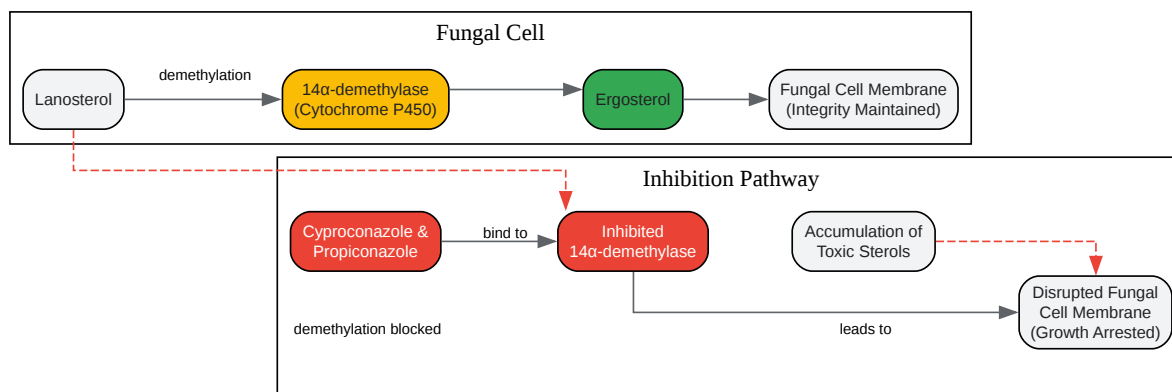 Fungal Cell
demethylation
Lanosterol
14α-demethylase
(Cytochrome P450)
Ergosterol
Fungal Cell Membrane
(Integrity Maintained)
Inhibition Pathway
Cyproconazole &
Propiconazole
bind to
Inhibited
14α-demethylase
Accumulation of
Toxic Sterols
demethylation blocked
leads to
Disrupted Fungal
Cell Membrane
(Growth Arrested)